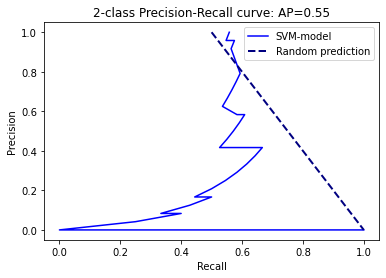 2-class Precision-Recall curve: AP=0.55
SVM-model
Random prediction
Precision
1.0
0.8
0.6
0.4
0.2
0.0
0.0 0.2 0.4 0.6 0.8 1.0
Recall